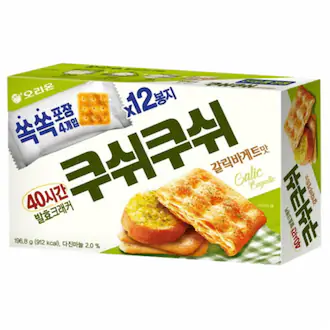 오리온
쏙쏙 포장
4개입
x12봉지
쿠쉬쿠쉬
갈릭바게트맛
Galic
Baguette
40시간
발효크래커
196.8 g (912 kcal), 다진마늘 2.0 %
쿠쉬쿠쉬